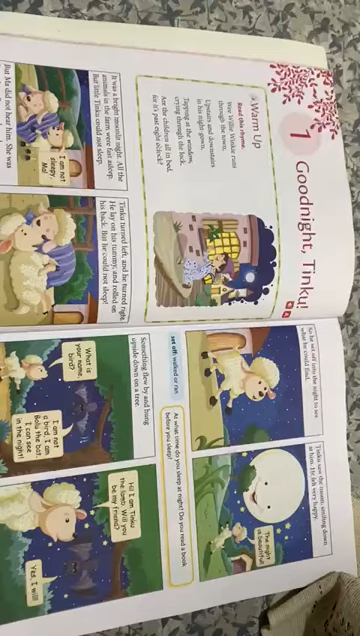 1
Goodnight, Tinku!
Warm Up
Read this rhyme.
Wee Willie Winkie runs
through the town,
Upstairs and downstairs
in his night-gown,
Tapping at the window,
crying through the lock,
Are the children all in bed,
for it's past eight o'clock?
It was a bright moonlit night. All the
animals in the farm were fast asleep.
But little Tinku could not sleep.
I am not
sleepy,
Ma!
But Ma did not hear him. She was
Tinku turned left, and he turned right.
He lay on his tummy, and rolled on
his back. But he could not sleep!
So he set off into the night to see
what he could find.
Tinku saw the moon smiling down
at him. He felt very happy.
The night
is beautiful!
set off: walked or ran
At what time do you sleep at night? Do you read a book
before you sleep?
Something flew by and hung
upside down on a tree.
What is
your name,
bird?
I am not
a bird. I am
Balu the bat.
I can see
in the night!
Hi! I am Tinku
the lamb. Will you
be my friend?
Yes, I will!